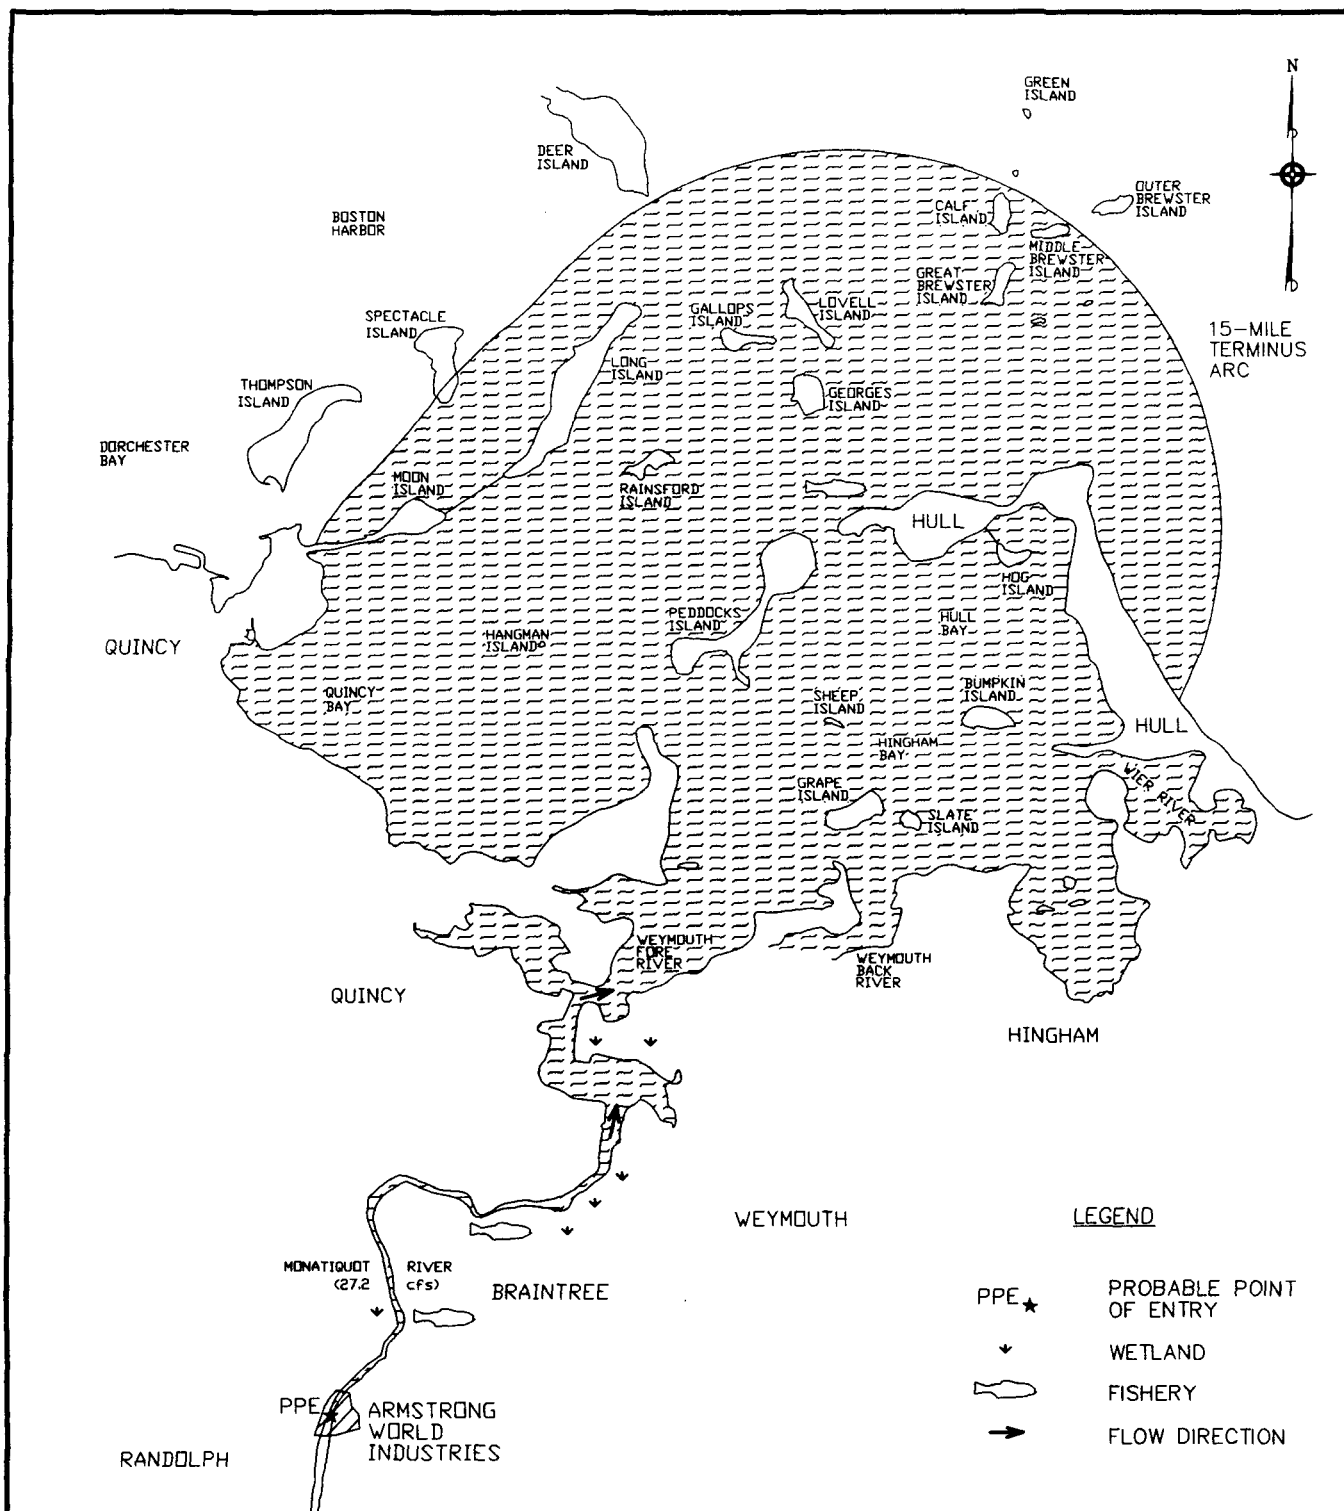 N
GREEN
ISLAND
DEER
ISLAND
BOSTON
HARBOR
CALF
ISLAND
OUTER
BREWSTER
ISLAND
MIDDLE
BREWSTER
ISLAND
GREAT
BREWSTER
ISLAND
SPECTACLE
ISLAND
GALLOPS
ISLAND
LOVELL
ISLAND
15-MILE
TERMINUS
ARC
THOMPSON
ISLAND
LONG
ISLAND
GEORGES
ISLAND
DORCHESTER
BAY
MOON
ISLAND
RAINSFORD
ISLAND
HULL
HOG
ISLAND
PEDDOCKS
ISLAND
HULL
BAY
QUINCY
HANGMAN
ISLAND
QUINCY
BAY
SHEEP
ISLAND
BUMPKIN
ISLAND
HULL
HINGHAM
BAY
WIER RIVER
GRAPE
ISLAND
SLATE
ISLAND
WEYMOUTH
FORE
RIVER
WEYMOUTH
BACK
RIVER
QUINCY
HINGHAM
WEYMOUTH
LEGEND
MONATIQUOT RIVER
(27.2 cfs)
BRAINTREE
PPE PROBABLE POINT
OF ENTRY
WETLAND
FISHERY
FLOW DIRECTION
PPE
ARMSTRONG
WORLD
INDUSTRIES
RANDOLPH